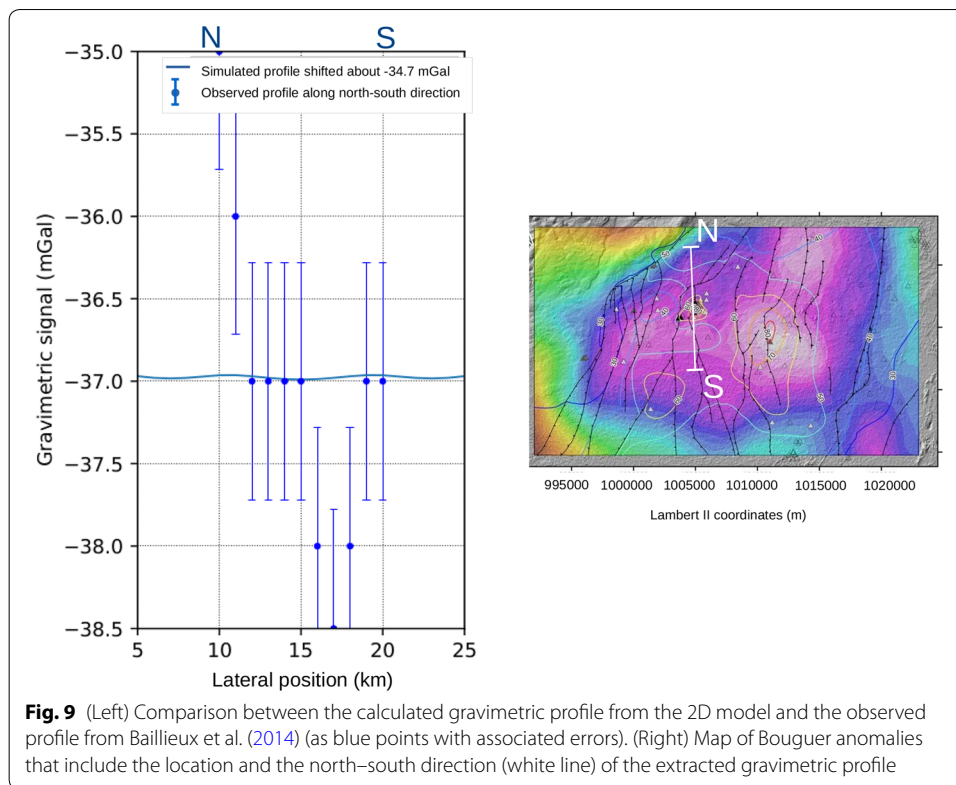 N S
−35.0
Simulated profile shifted about -34.7 mGal
Observed profile along north-south direction
−35.5
−36.0
−36.5
−37.0
−37.5
−38.0
−38.5
Gravimetric signal (mGal)
5 10 15 20 25
Lateral position (km)
N
S
995000 1000000 1005000 1010000 1015000 1020000
Lambert II coordinates (m)
Fig. 9 (Left) Comparison between the calculated gravimetric profile from the 2D model and the observed
profile from Baillieux et al. (2014) (as blue points with associated errors). (Right) Map of Bouguer anomalies
that include the location and the north–south direction (white line) of the extracted gravimetric profile